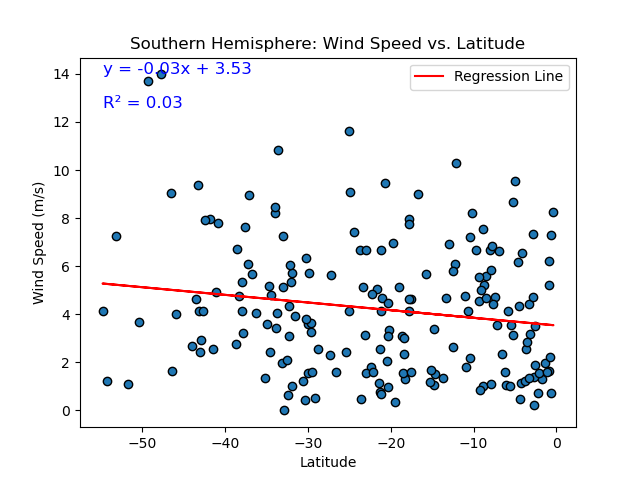 Southern Hemisphere: Wind Speed vs. Latitude
y = -0.03x + 3.53
R² = 0.03
Regression Line
Wind Speed (m/s)
14
12
10
8
6
4
2
0
−50 −40 −30 −20 −10 0
Latitude